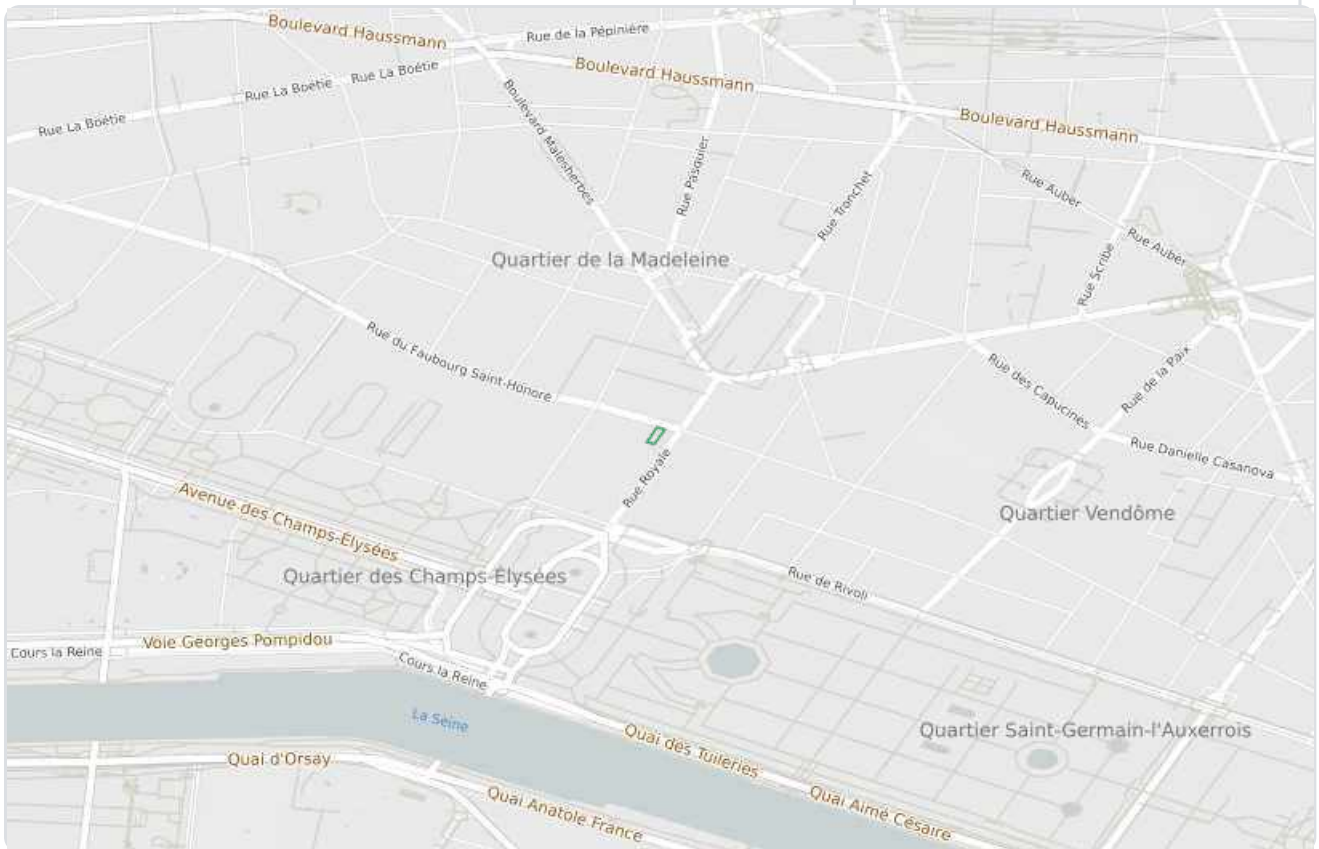 Boulevard Haussmann
Rue de la Pépinière
Rue La Boétie
Rue La Boétie
Rue La Boétie
Boulevard Haussmann
Boulevard Haussmann
Boulevard Malesherbes
Rue Pasquier
Rue Tronchet
Rue Auber
Rue Auber
Rue Scribe
Quartier de la Madeleine
Rue du Faubourg Saint-Honoré
Rue des Capucines
Rue de la Paix
Rue Danielle Casanova
Rue Royale
Quartier Vendôme
Avenue des Champs-Élysées
Quartier des Champs-Élysées
Rue de Rivoli
Voie Georges Pompidou
Cours la Reine
Cours la Reine
La Seine
Quai des Tuileries
Quartier Saint-Germain-l'Auxerrois
Quai d'Orsay
Quai Anatole France
Quai Aimé Césaire